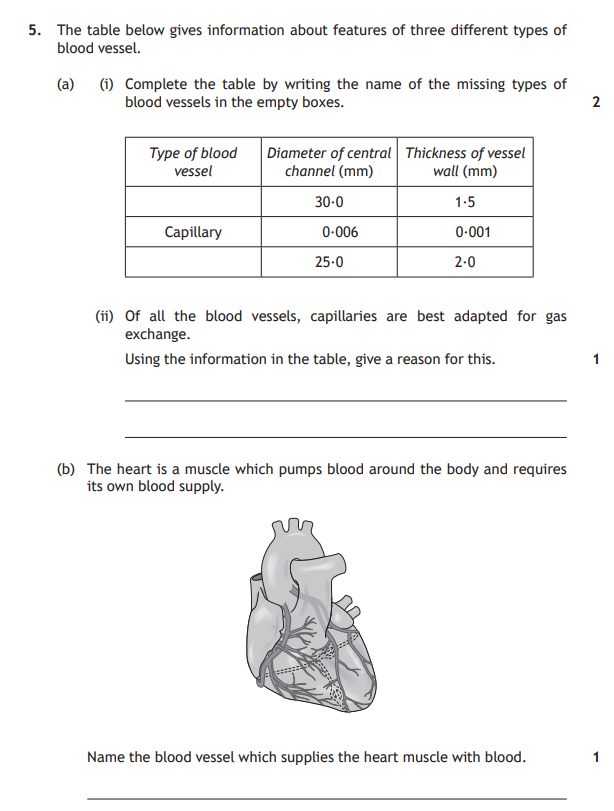 5. The table below gives information about features of three different types of
blood vessel.
(a) (i) Complete the table by writing the name of the missing types of
blood vessels in the empty boxes. 2
Type of blood vessel Diameter of central channel (mm) Thickness of vessel wall (mm)
30·0 1·5
Capillary 0·006 0·001
25·0 2·0
(ii) Of all the blood vessels, capillaries are best adapted for gas
exchange.
Using the information in the table, give a reason for this. 1
(b) The heart is a muscle which pumps blood around the body and requires
its own blood supply.
Name the blood vessel which supplies the heart muscle with blood. 1